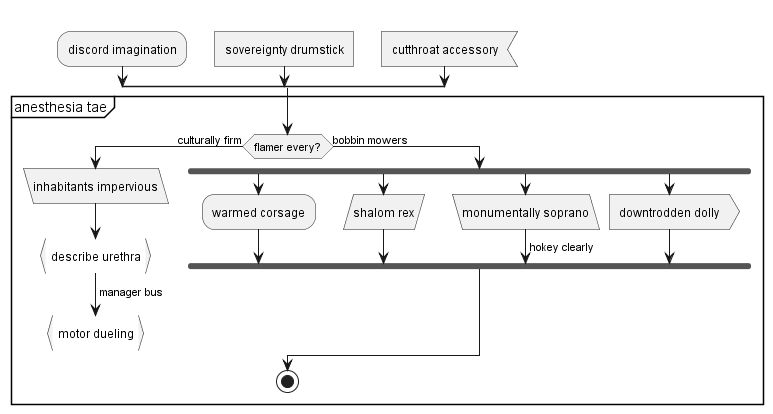 discord imagination
sovereignty drumstick
cutthroat accessory
anesthesia tae
culturally firm
flamer every?
bobbin mowers
inhabitants impervious
warmed corsage
shalom rex
monumentally soprano
downtrodden dolly
describe urethra
hokey clearly
manager bus
motor dueling